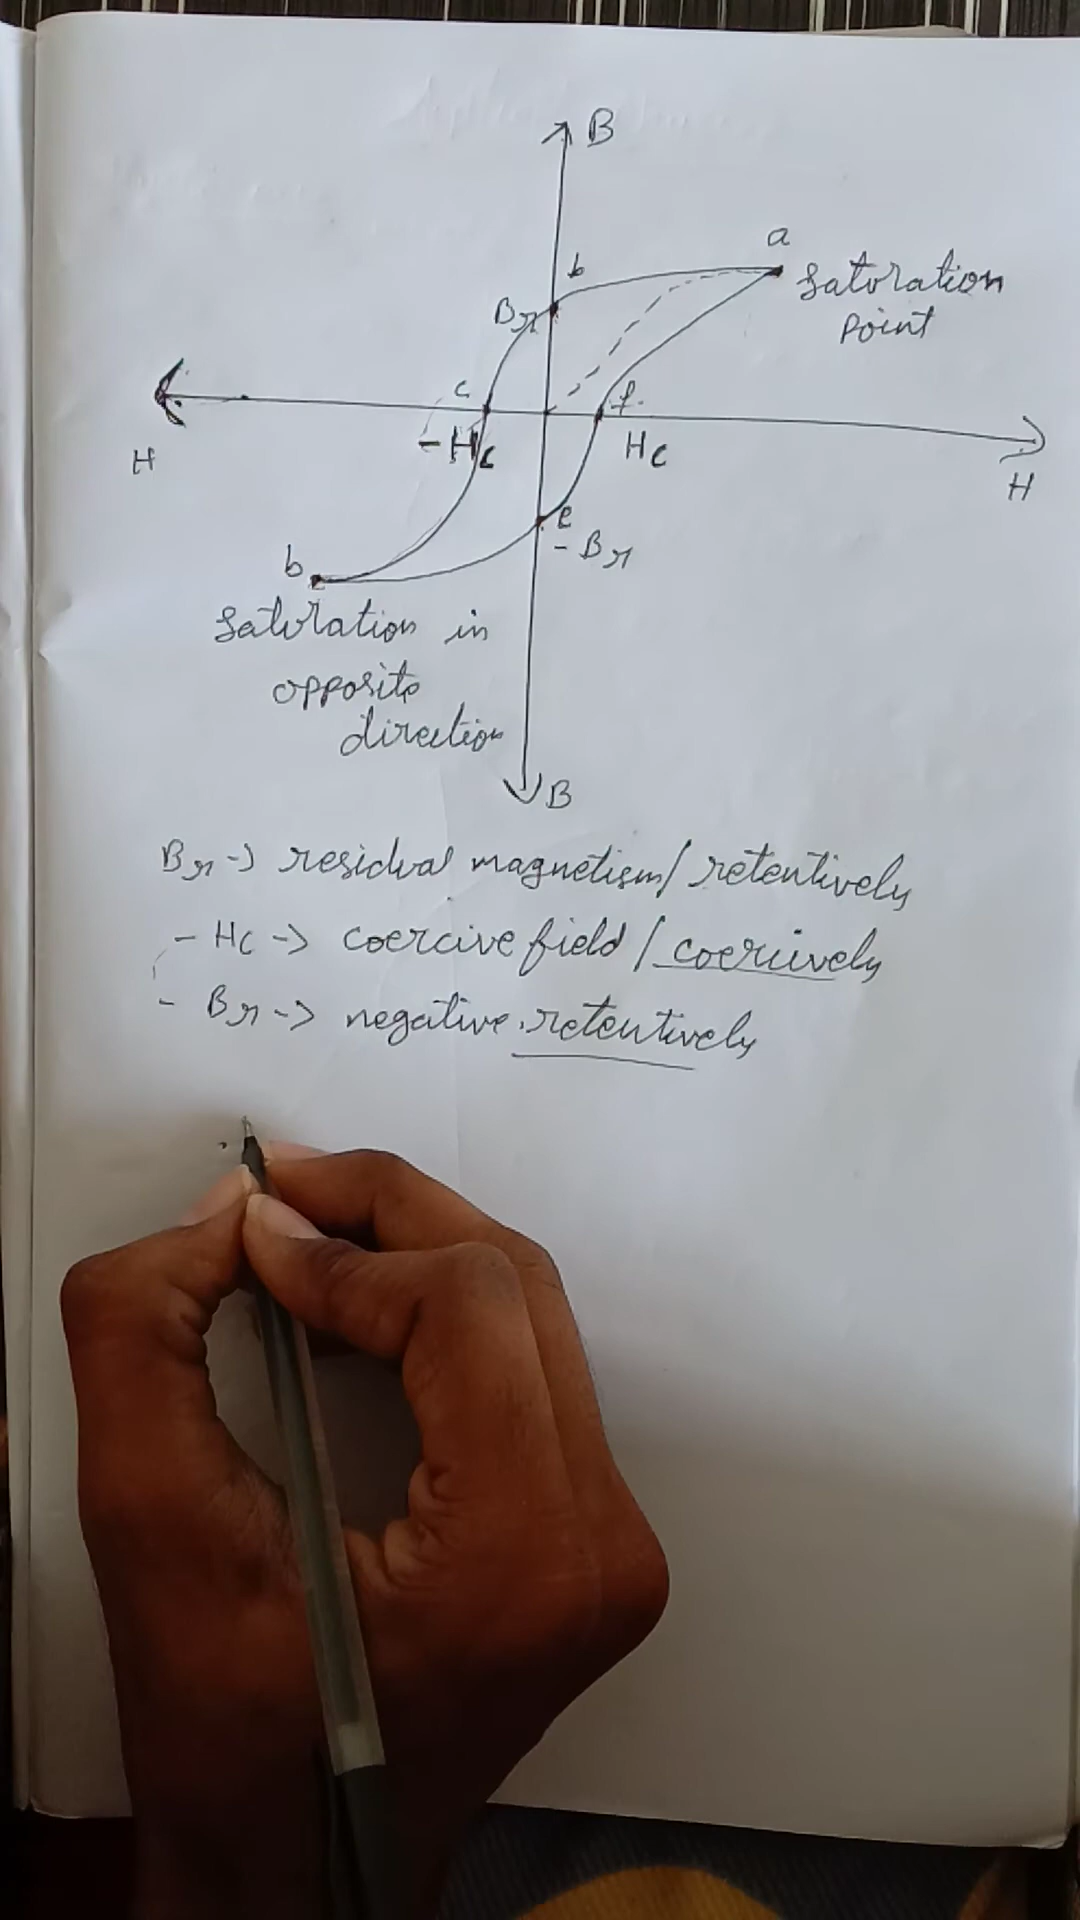 B
a
b
saturation
point
Br
c
f
- Hc
Hc
H
H
e
- Br
b
saturation in
opposite
direction
B
Br -> residual magnetism / retentively
- Hc -> coercive field / coercively
- Br -> negative retentively